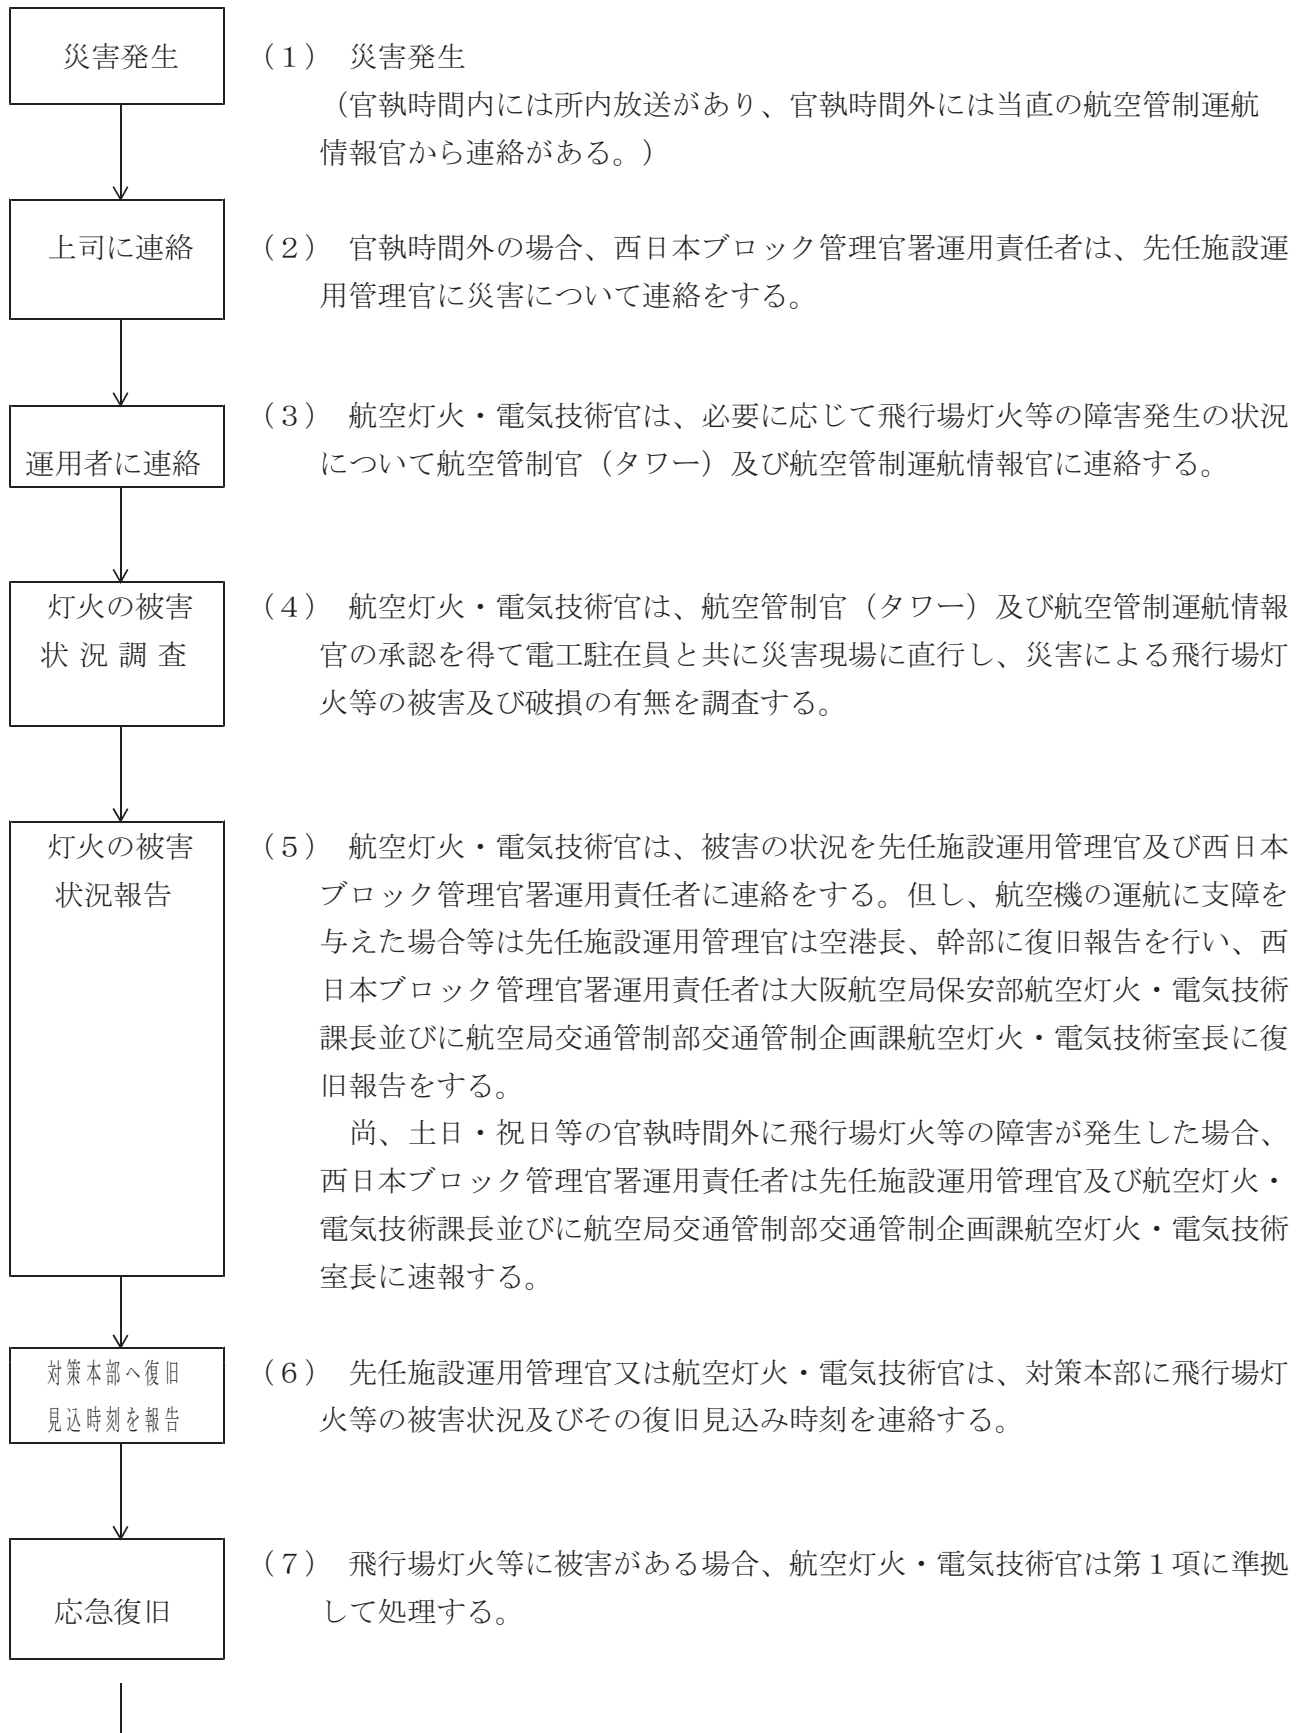 災害発生
（１） 災害発生
（官執時間内には所内放送があり、官執時間外には当直の航空管制運航
情報官から連絡がある。）
上司に連絡
（２） 官執時間外の場合、西日本ブロック管理官署運用責任者は、先任施設運
用管理官に災害について連絡をする。
運用者に連絡
（３） 航空灯火・電気技術官は、必要に応じて飛行場灯火等の障害発生の状況
について航空管制官（タワー）及び航空管制運航情報官に連絡する。
灯火の被害
状 況 調 査
（４） 航空灯火・電気技術官は、航空管制官（タワー）及び航空管制運航情報
官の承認を得て電工駐在員と共に災害現場に直行し、災害による飛行場灯
火等の被害及び破損の有無を調査する。
灯火の被害
状況報告
（５） 航空灯火・電気技術官は、被害の状況を先任施設運用管理官及び西日本
ブロック管理官署運用責任者に連絡をする。但し、航空機の運航に支障を
与えた場合等は先任施設運用管理官は空港長、幹部に復旧報告を行い、西
日本ブロック管理官署運用責任者は大阪航空局保安部航空灯火・電気技術
課長並びに航空局交通管制部交通管制企画課航空灯火・電気技術室長に復
旧報告をする。
尚、土日・祝日等の官執時間外に飛行場灯火等の障害が発生した場合、
西日本ブロック管理官署運用責任者は先任施設運用管理官及び航空灯火・
電気技術課長並びに航空局交通管制部交通管制企画課航空灯火・電気技術
室長に速報する。
対策本部へ復旧
見込時刻を報告
（６） 先任施設運用管理官又は航空灯火・電気技術官は、対策本部に飛行場灯
火等の被害状況及びその復旧見込み時刻を連絡する。
応急復旧
（７） 飛行場灯火等に被害がある場合、航空灯火・電気技術官は第１項に準拠
して処理する。